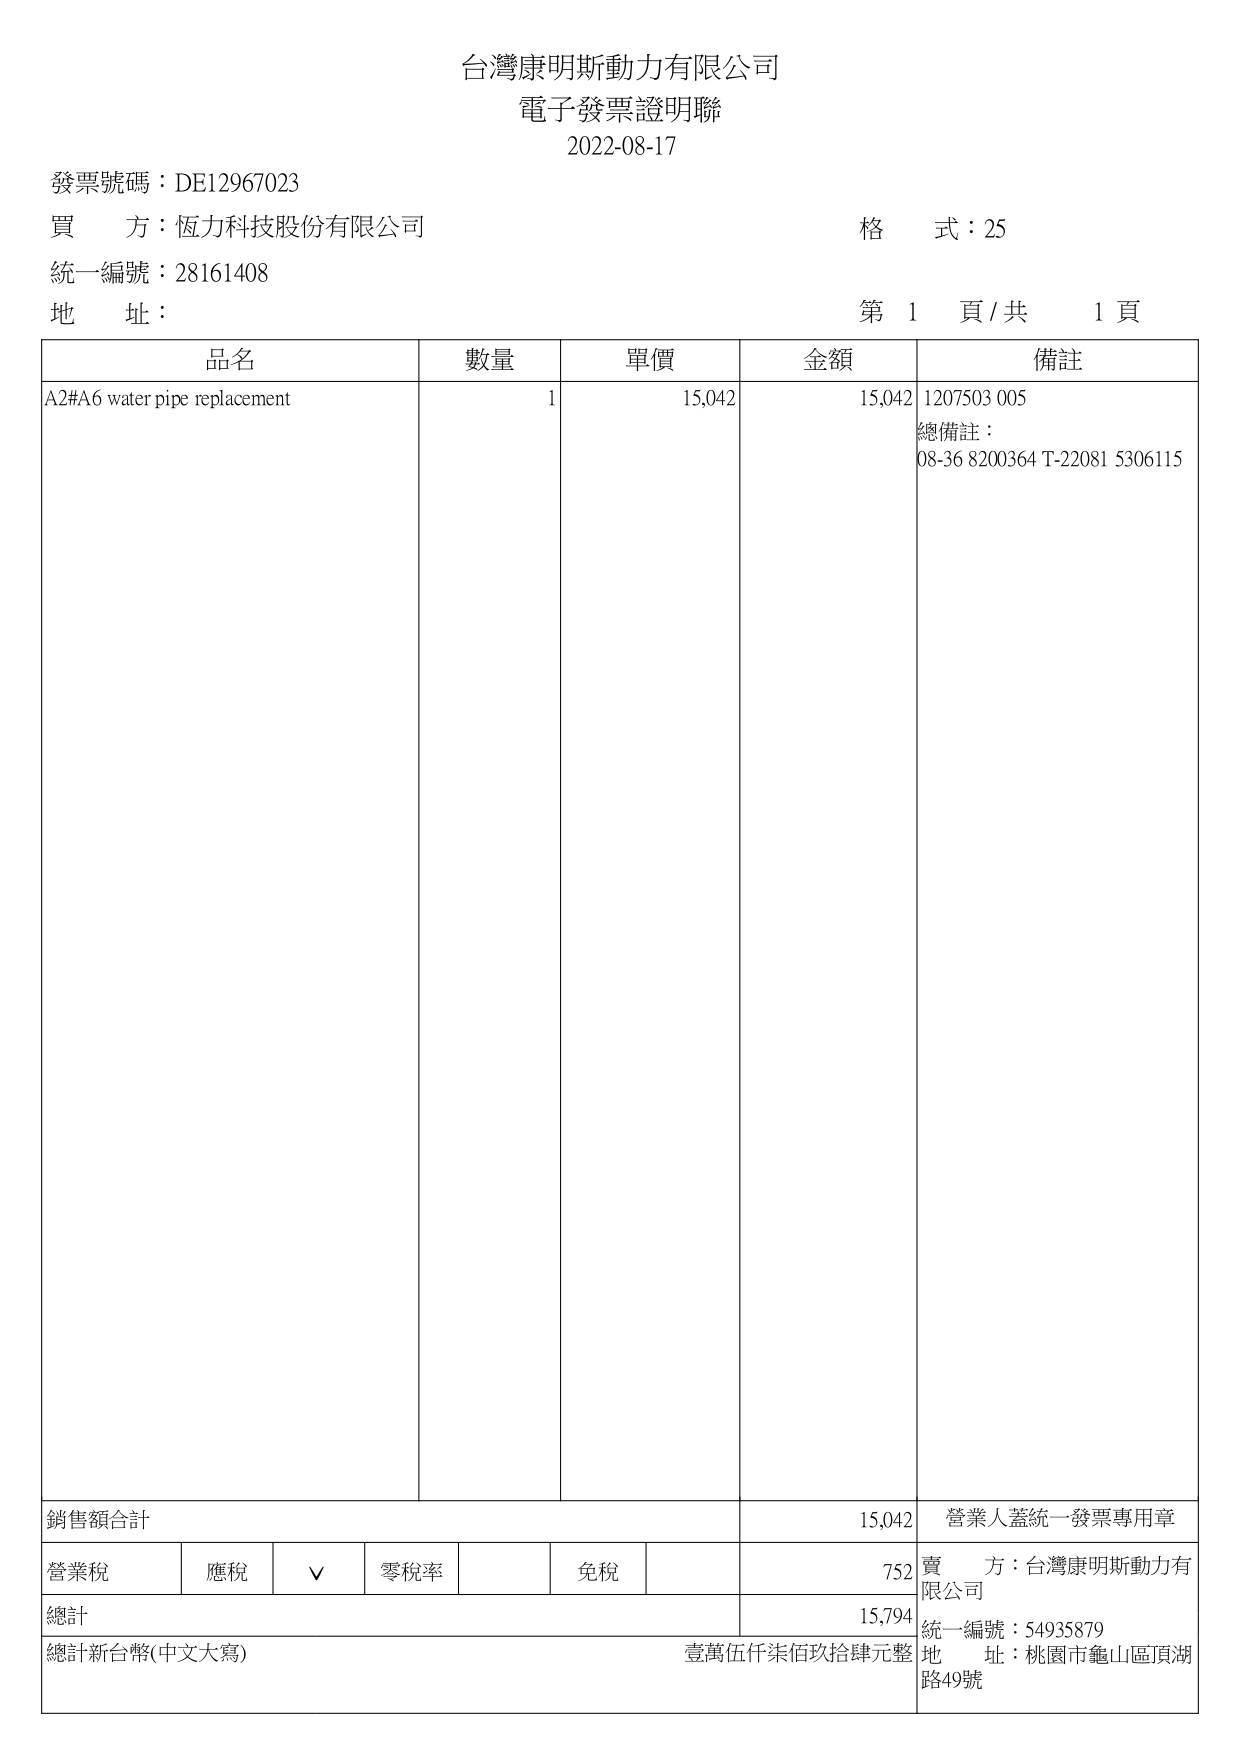 台灣康明斯動力有限公司
電子發票證明聯
2022-08-17
發票號碼：DE12967023
買　　方：恆力科技股份有限公司
格　　式：25
統一編號：28161408
地　　址：
第　1　頁 / 共　　1 頁
品名 數量 單價 金額 備註
A2#A6 water pipe replacement 1 15,042 15,042 1207503 005
總備註：
08-36 8200364 T-22081 5306115
銷售額合計 15,042 營業人蓋統一發票專用章
營業稅 應稅 v 零稅率 免稅 752
賣　　方：台灣康明斯動力有
限公司
總計 15,794
統一編號：54935879
總計新台幣(中文大寫) 壹萬伍仟柒佰玖拾肆元整
地　　址：桃園市龜山區頂湖
路49號